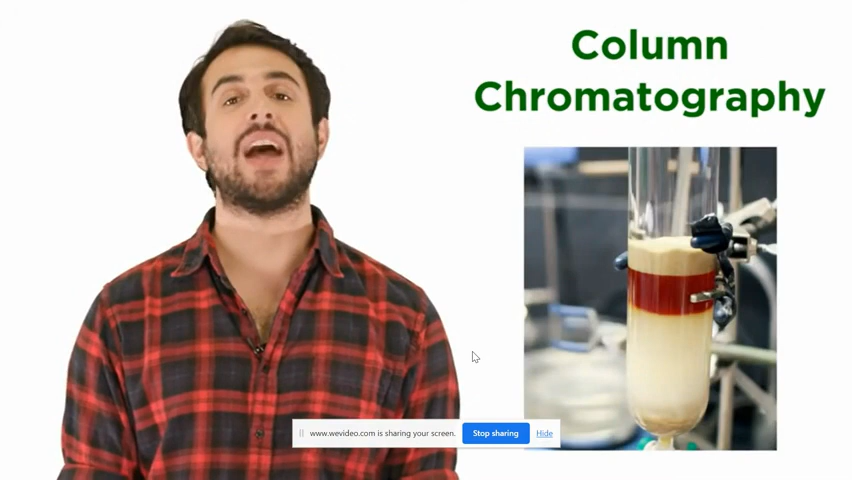 Column
Chromatography
www.wevideo.com is sharing your screen.
Stop sharing
Hide